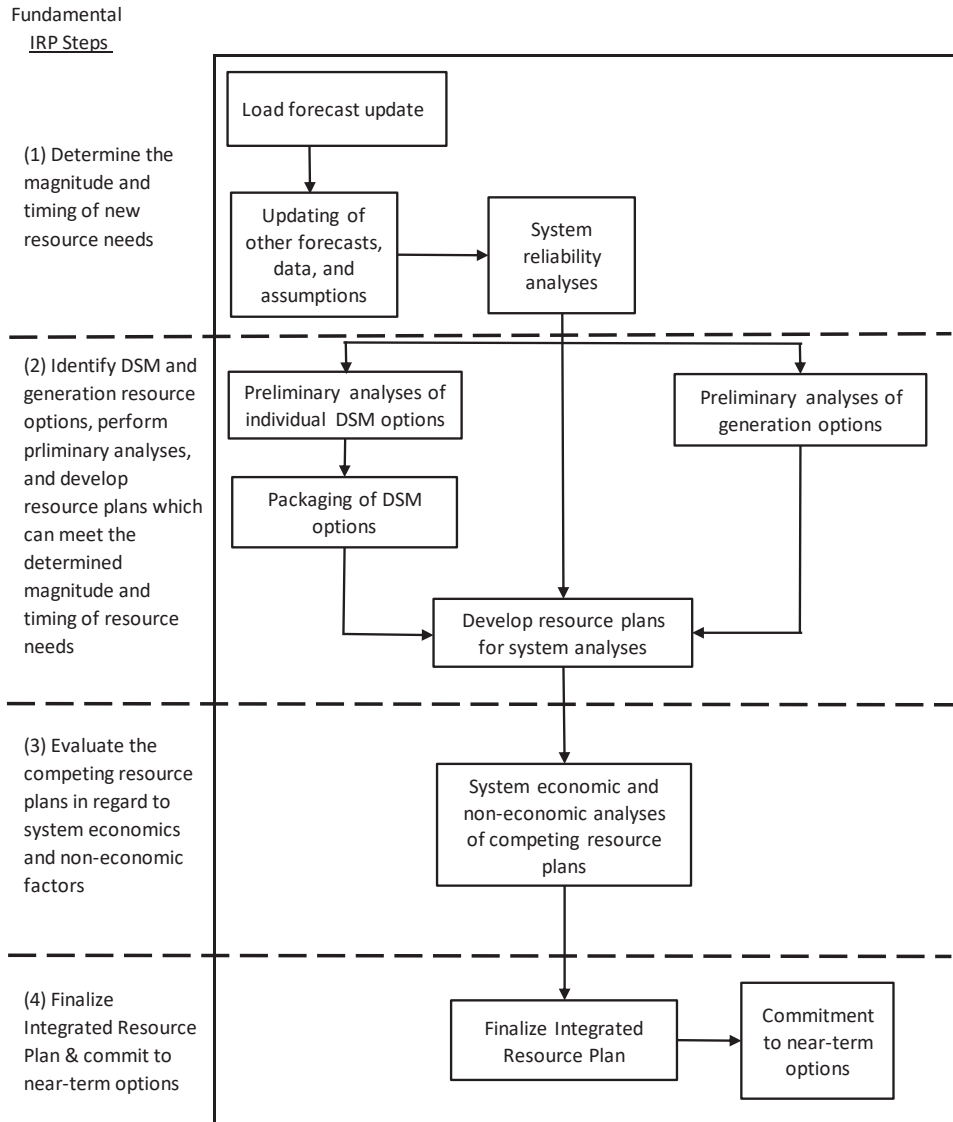 Fundamental
IRP Steps
Load forecast update
(1) Determine the
magnitude and
timing of new
resource needs
Updating of
other forecasts,
data, and
assumptions
System
reliability
analyses
(2) Identify DSM and
generation resource
options, perform
prliminary analyses,
and develop
resource plans which
can meet the
determined
magnitude and
timing of resource
needs
Preliminary analyses of
individual DSM options
Preliminary analyses of
generation options
Packaging of DSM
options
Develop resource plans
for system analyses
(3) Evaluate the
competing resource
plans in regard to
system economics
and non-economic
factors
System economic and
non-economic analyses
of competing resource
plans
(4) Finalize
Integrated Resource
Plan & commit to
near-term options
Finalize Integrated
Resource Plan
Commitment
to near-term
options